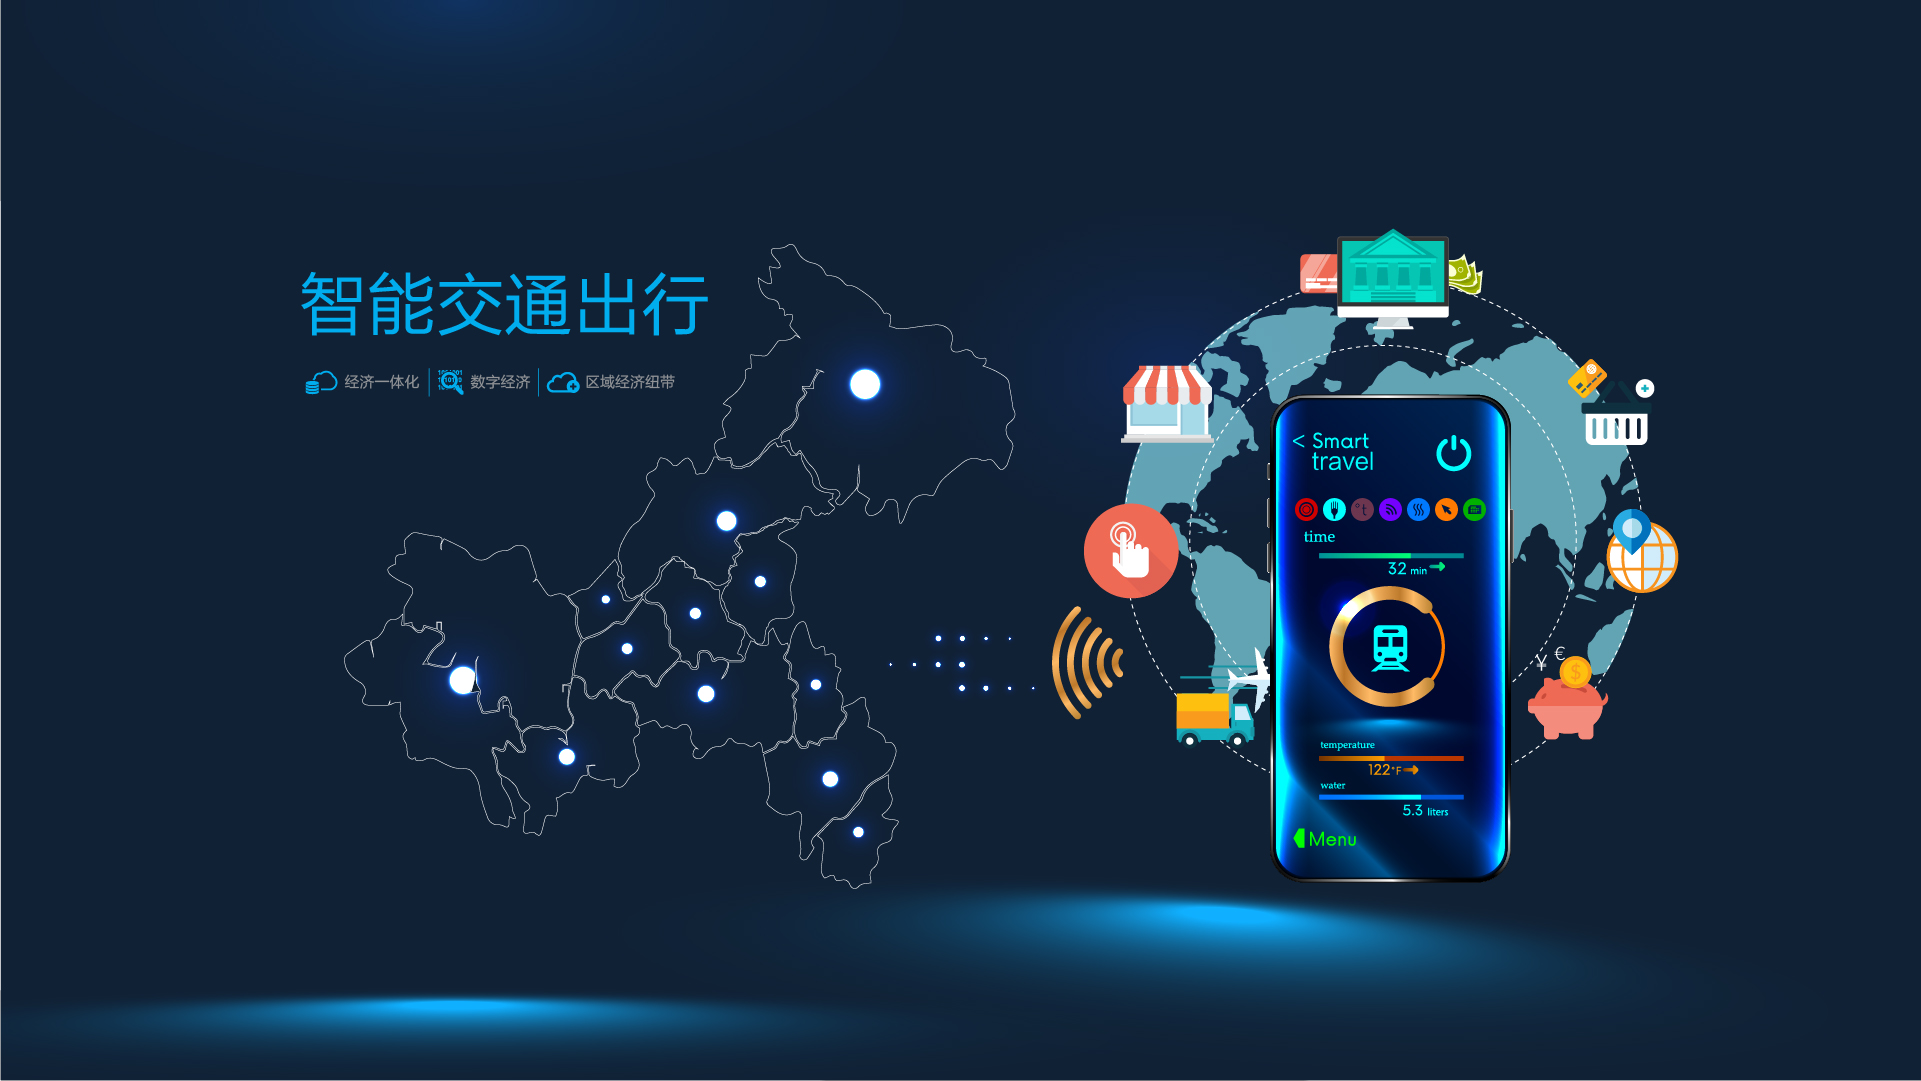 智能交通出行
经济一体化 数字经济 区域经济纽带
< Smart
travel
°t
time
32 min
temperature
122°F
water
5.3 liters
Menu
¥ €
$